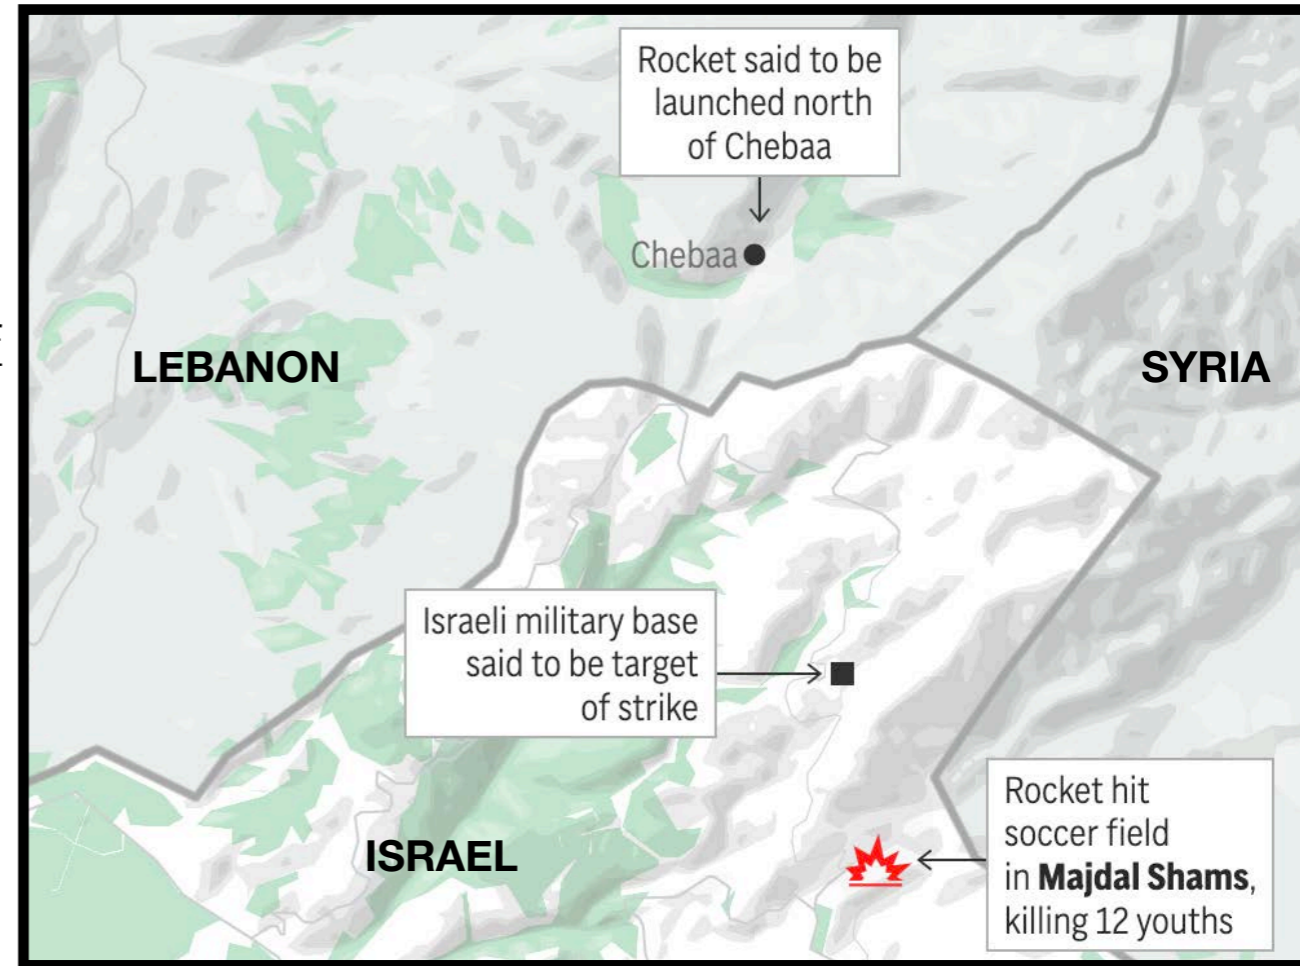 Rocket said to be
launched north
of Chebaa
Chebaa
LEBANON
SYRIA
Israeli military base
said to be target
of strike
Rocket hit
soccer field
in Majdal Shams,
killing 12 youths
ISRAEL